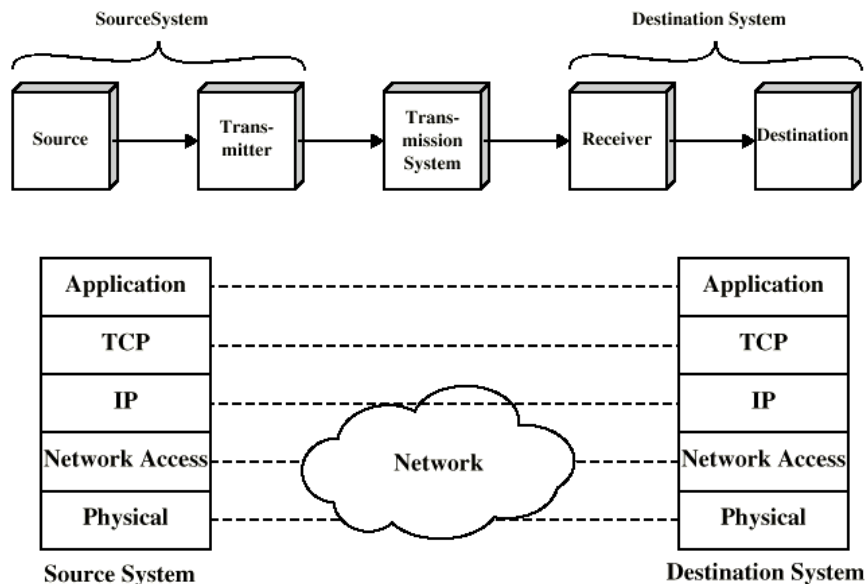 SourceSystem
Destination System
Source
Trans-
mitter
Trans-
mission
System
Receiver
Destination
Application
TCP
IP
Network Access
Physical
Source System
Network
Application
TCP
IP
Network Access
Physical
Destination System